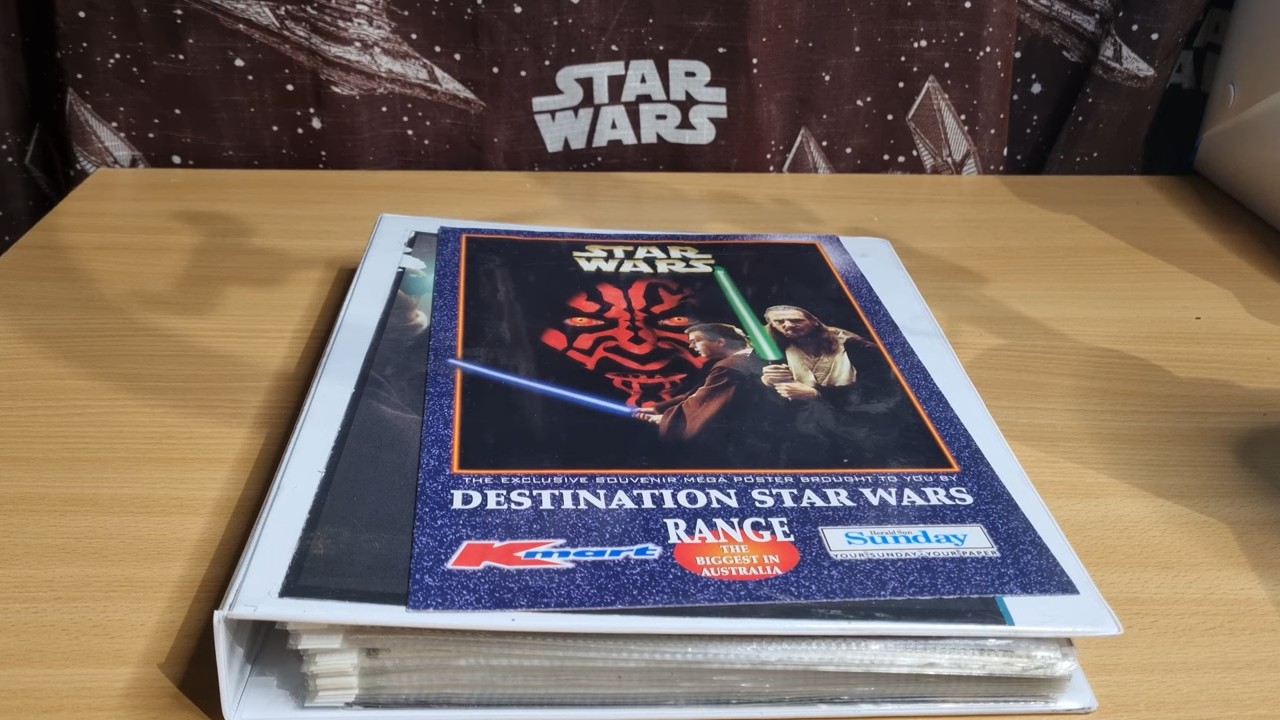 STAR
WARS
STAR
WARS
THE EXCLUSIVE SOUVENIR MEGA POSTER BROUGHT TO YOU BY
DESTINATION STAR WARS
RANGE
THE
BIGGEST IN
AUSTRALIA
Kmart
Herald Sun
Sunday
YOUR SUNDAY-YOUR PAPER